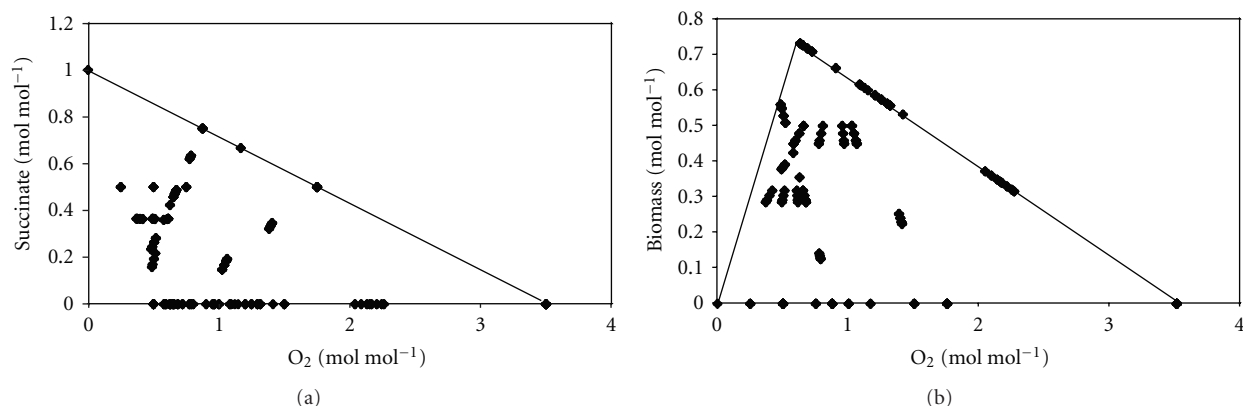 1.2
1
0.8
0.6
0.4
0.2
0
Succinate (mol mol⁻¹)
0 1 2 3 4
O₂ (mol mol⁻¹)
(a)
0.8
0.7
0.6
0.5
0.4
0.3
0.2
0.1
0
Biomass (mol mol⁻¹)
0 1 2 3 4
O₂ (mol mol⁻¹)
(b)